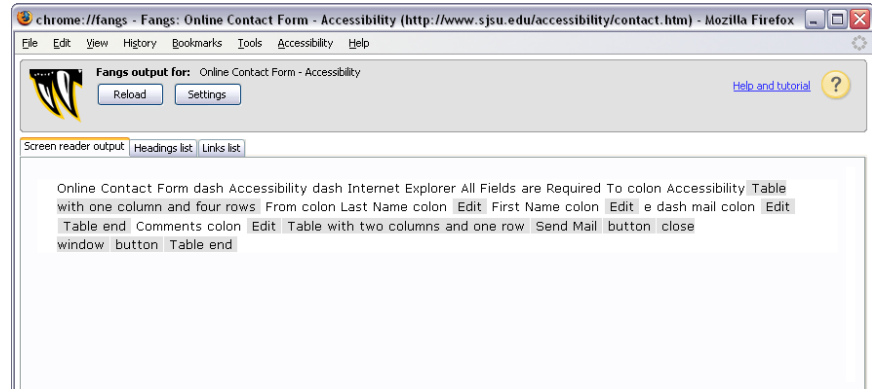 chrome://fangs - Fangs: Online Contact Form - Accessibility (http://www.sjsu.edu/accessibility/contact.htm) - Mozilla Firefox
File Edit View History Bookmarks Tools Accessibility Help
Fangs output for: Online Contact Form - Accessibility
Reload Settings
Help and tutorial ?
Screen reader output Headings list Links list
Online Contact Form dash Accessibility dash Internet Explorer All Fields are Required To colon Accessibility Table
with one column and four rows From colon Last Name colon Edit First Name colon Edit e dash mail colon Edit
Table end Comments colon Edit Table with two columns and one row Send Mail button close
window button Table end